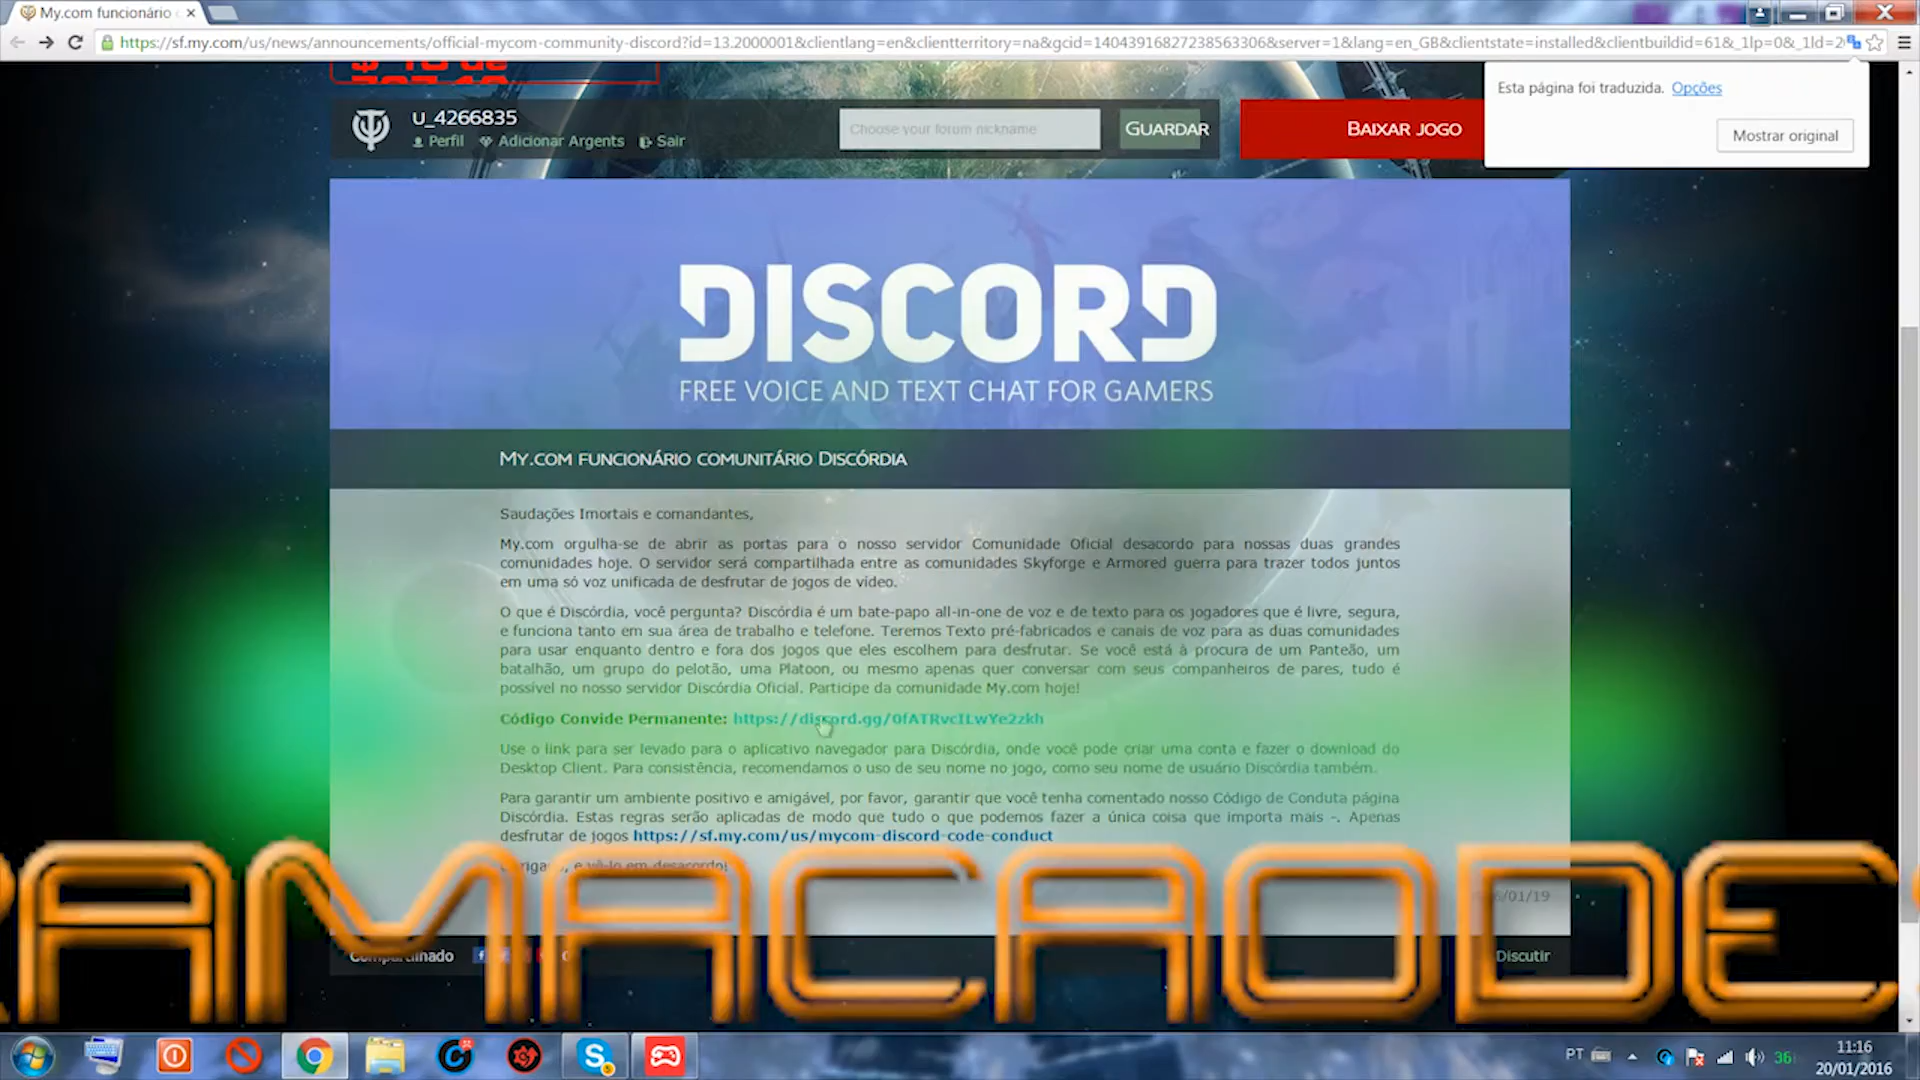 My.com funcionário
https://sf.my.com/us/news/announcements/official-mycom-community-discord?id=13.2000001&clientlang=en&clientterritory=na&gcid=14043916827238563306&server=1&lang=en_GB&clientstate=installed&clientbuildid=61&_1lp=0&_1ld=2
Esta página foi traduzida. Opções
Mostrar original
U_4266835
Perfil Adicionar Argents Sair
Choose your forum nickname
GUARDAR
BAIXAR JOGO
DISCORD
FREE VOICE AND TEXT CHAT FOR GAMERS
MY.COM FUNCIONÁRIO COMUNITÁRIO DISCÓRDIA
Saudações Imortais e comandantes,
My.com orgulha-se de abrir as portas para o nosso servidor Comunidade Oficial desacordo para nossas duas grandes
comunidades hoje. O servidor será compartilhada entre as comunidades Skyforge e Armored guerra para trazer todos juntos
em uma só voz unificada de desfrutar de jogos de vídeo.
O que é Discórdia, você pergunta? Discórdia é um bate-papo all-in-one de voz e de texto para os jogadores que é livre, segura,
e funciona tanto em sua área de trabalho e telefone. Teremos Texto pré-fabricados e canais de voz para as duas comunidades
para usar enquanto dentro e fora dos jogos que eles escolhem para desfrutar. Se você está à procura de um Panteão, um
batalhão, um grupo do pelotão, uma Platoon, ou mesmo apenas quer conversar com seus companheiros de pares, tudo é
possível no nosso servidor Discórdia Oficial. Participe da comunidade My.com hoje!
Código Convide Permanente: https://discord.gg/0fATRvcILwYe2zkh
Use o link para ser levado para o aplicativo navegador para Discórdia, onde você pode criar uma conta e fazer o download do
Desktop Client. Para consistência, recomendamos o uso de seu nome no jogo, como seu nome de usuário Discórdia também.
Para garantir um ambiente positivo e amigável, por favor, garantir que você tenha comentado nosso Código de Conduta página
Discórdia. Estas regras serão aplicadas de modo que tudo o que podemos fazer a única coisa que importa mais -. Apenas
desfrutar de jogos https://sf.my.com/us/mycom-discord-code-conduct
e vê-lo em desacordo!
/01/19
RAMACAODES
Compartilhado
Discutir
PT
36
11:16
20/01/2016